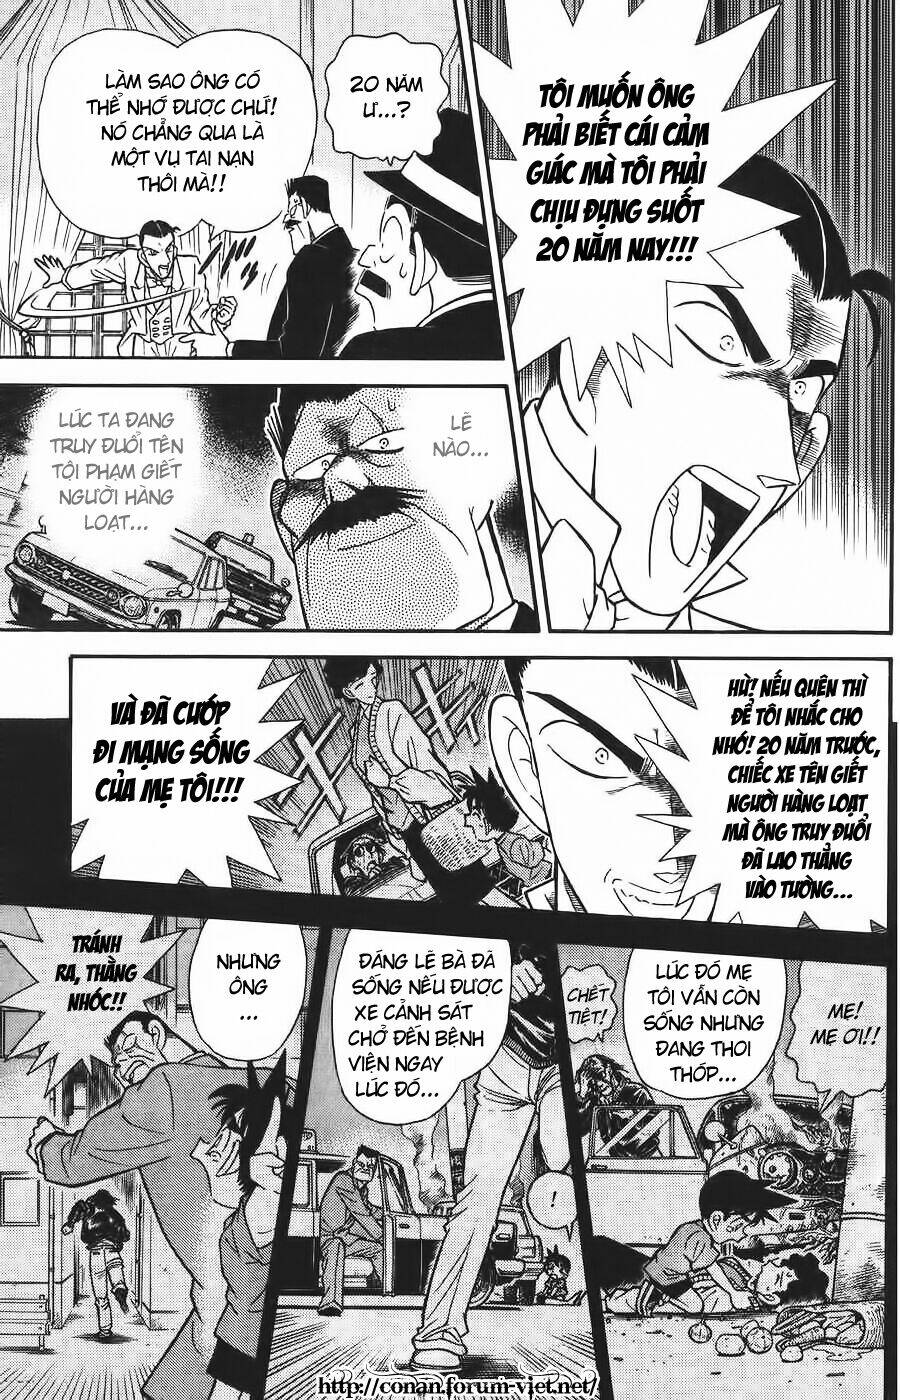 TÔI MUỐN ÔNG
PHẢI BIẾT CÁI CẢM
GIÁC MÀ TÔI PHẢI
CHỊU ĐỰNG SUỐT
20 NĂM NAY!!!
20 NĂM
Ư...?
LÀM SAO ÔNG CÓ
THỂ NHỚ ĐƯỢC CHỨ!
NÓ CHẲNG QUA LÀ
MỘT VỤ TAI NẠN
THÔI MÀ!!
LẼ
NÀO...
LÚC TA ĐANG
TRUY ĐUỔI TÊN
TỘI PHẠM GIẾT
NGƯỜI HÀNG
LOẠT...
HỪ! NẾU QUÊN THÌ
ĐỂ TÔI NHẮC CHO
NHỚ! 20 NĂM TRƯỚC,
CHIẾC XE TÊN GIẾT
NGƯỜI HÀNG LOẠT
MÀ ÔNG TRUY ĐUỔI
ĐÃ LAO THẲNG
VÀO TƯỜNG...
VÀ ĐÃ CƯỚP
ĐI MẠNG SỐNG
CỦA MẸ TÔI!!!
MẸ!
MẸ ƠI!!
LÚC ĐÓ MẸ
TÔI VẪN CÒN
SỐNG NHƯNG
ĐANG THOI
THÓP...
CHẾT
TIỆT!
ĐÁNG LẼ BÀ ĐÃ
SỐNG NẾU ĐƯỢC
XE CẢNH SÁT
CHỞ ĐẾN BỆNH
VIỆN NGAY
LÚC ĐÓ...
!
NHƯNG
ÔNG
...
TRÁNH
RA, THẰNG
NHÓC!!
http://conan.forum-viet.net/